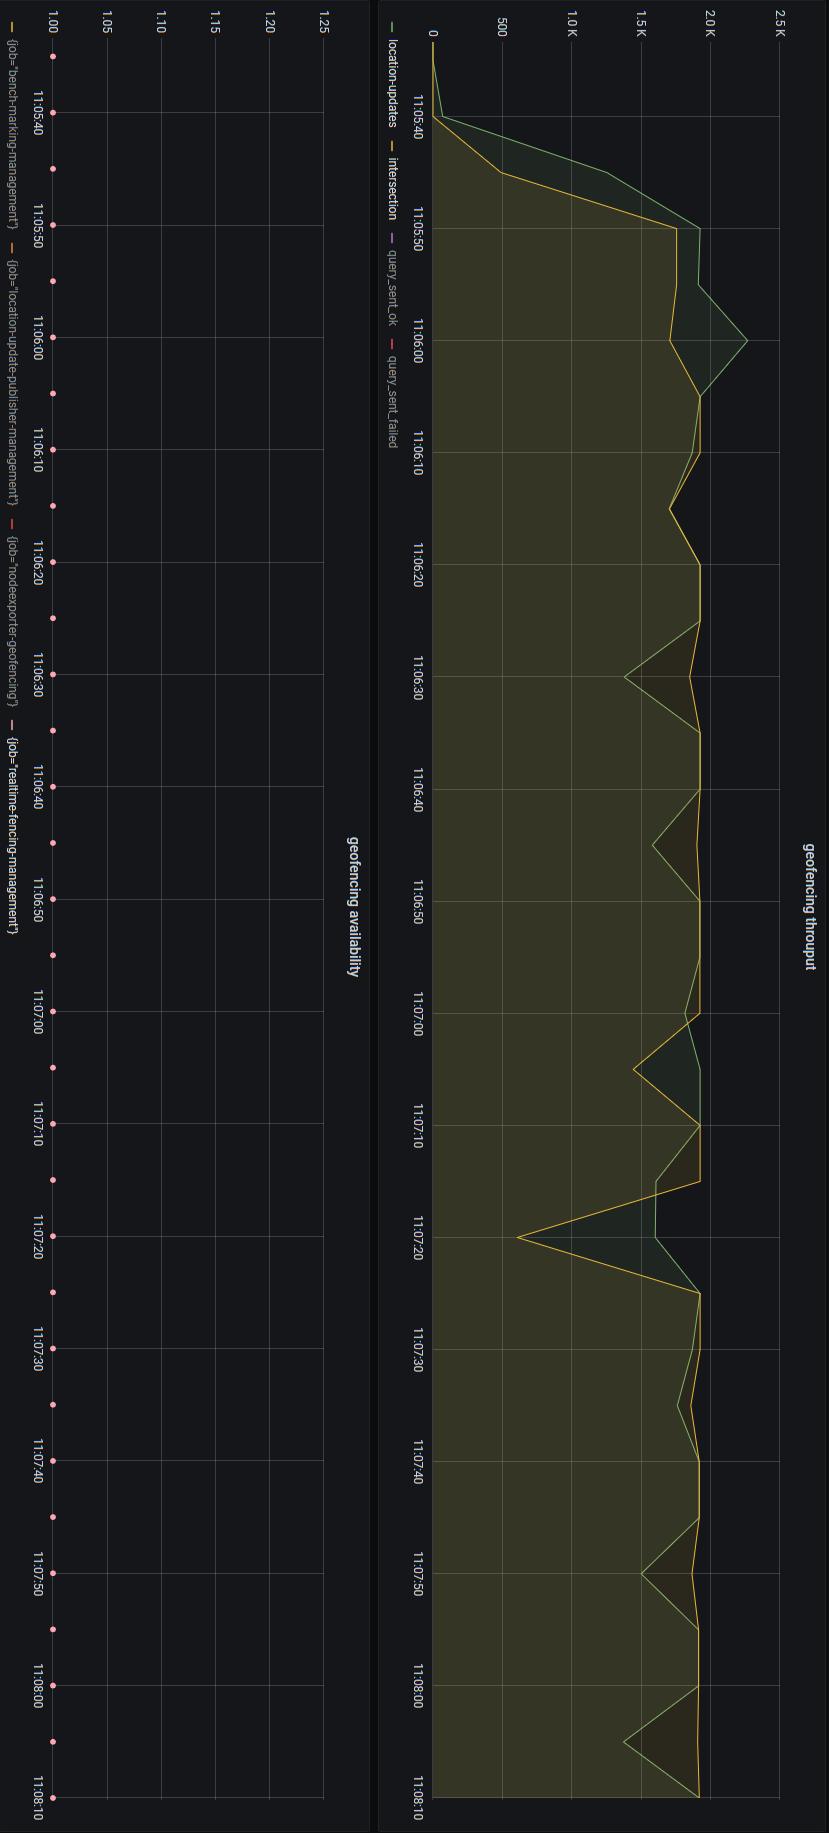 geofencing throuput
2.5 K
2.0 K
1.5 K
1.0 K
500
0
11:05:40 11:05:50 11:06:00 11:06:10 11:06:20 11:06:30 11:06:40 11:06:50 11:07:00 11:07:10 11:07:20 11:07:30 11:07:40 11:07:50 11:08:00 11:08:10
location-updates intersection query_sent_ok query_sent_failed
geofencing availability
1.25
1.20
1.15
1.10
1.05
1.00
11:05:40 11:05:50 11:06:00 11:06:10 11:06:20 11:06:30 11:06:40 11:06:50 11:07:00 11:07:10 11:07:20 11:07:30 11:07:40 11:07:50 11:08:00 11:08:10
{job="bench-marking-management"} {job="location-update-publisher-management"} {job="nodeexporter-geofencing"} {job="realtime-fencing-management"}